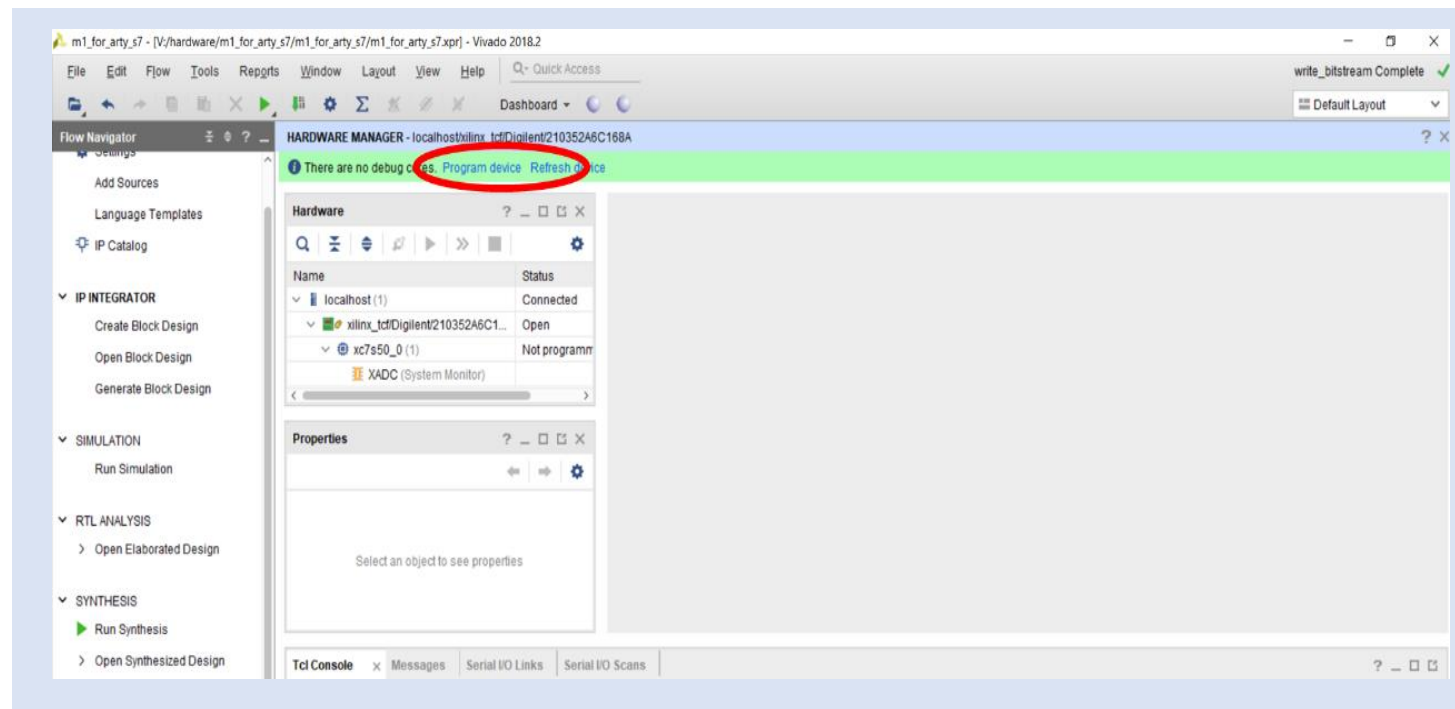 m1_for_arty_s7 - [V:/hardware/m1_for_arty_s7/m1_for_arty_s7/m1_for_arty_s7.xpr] - Vivado 2018.2
File Edit Flow Tools Reports Window Layout View Help Q- Quick Access
write_bitstream Complete
Dashboard
Default Layout
Flow Navigator
HARDWARE MANAGER - localhost/xilinx_tcf/Digilent/210352A6C168A
Settings
There are no debug Program device Refresh device
Add Sources
Language Templates
IP Catalog
IP INTEGRATOR
Create Block Design
Open Block Design
Generate Block Design
SIMULATION
Run Simulation
RTL ANALYSIS
Open Elaborated Design
SYNTHESIS
Run Synthesis
Open Synthesized Design
Hardware
Name Status
localhost (1) Connected
xilinx_tcf/Digilent/210352A6C1... Open
xc7s50_0 (1) Not programm
XADC (System Monitor)
Properties
Select an object to see properties
Tcl Console Messages Serial I/O Links Serial I/O Scans